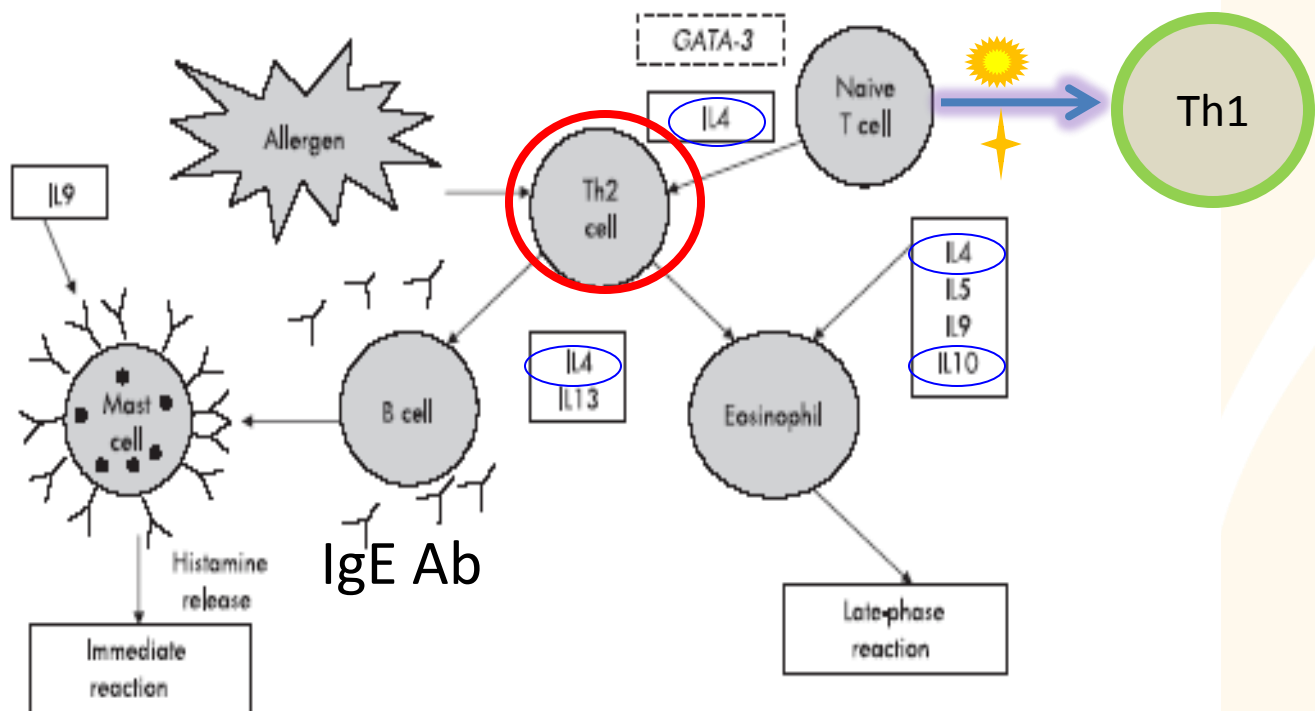 GATA-3
Naive
T cell
Th1
Allergen
IL4
IL9
Th2
cell
IL4
IL5
IL9
IL10
IL4
IL13
Mast
cell
B cell
Eosinophil
Histamine
release
IgE Ab
Late-phase
reaction
Immediate
reaction